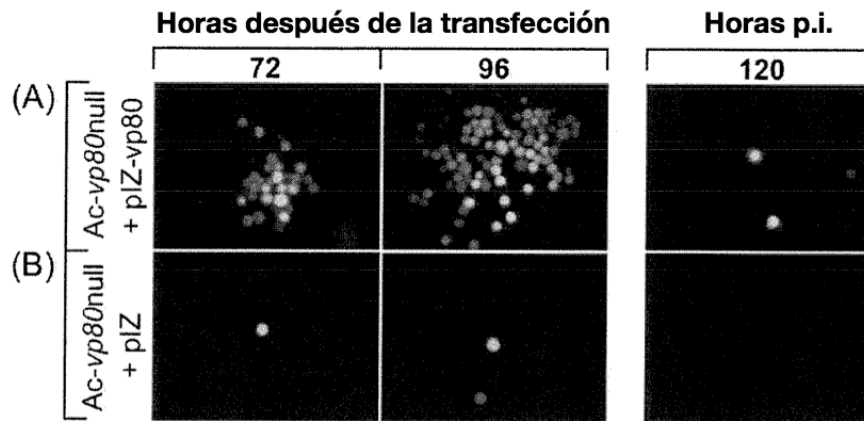 Horas después de la transfección
Horas p.i.
72
96
120
(A)
Ac-vp80null
+ pIZ-vp80
(B)
Ac-vp80null
+ pIZ